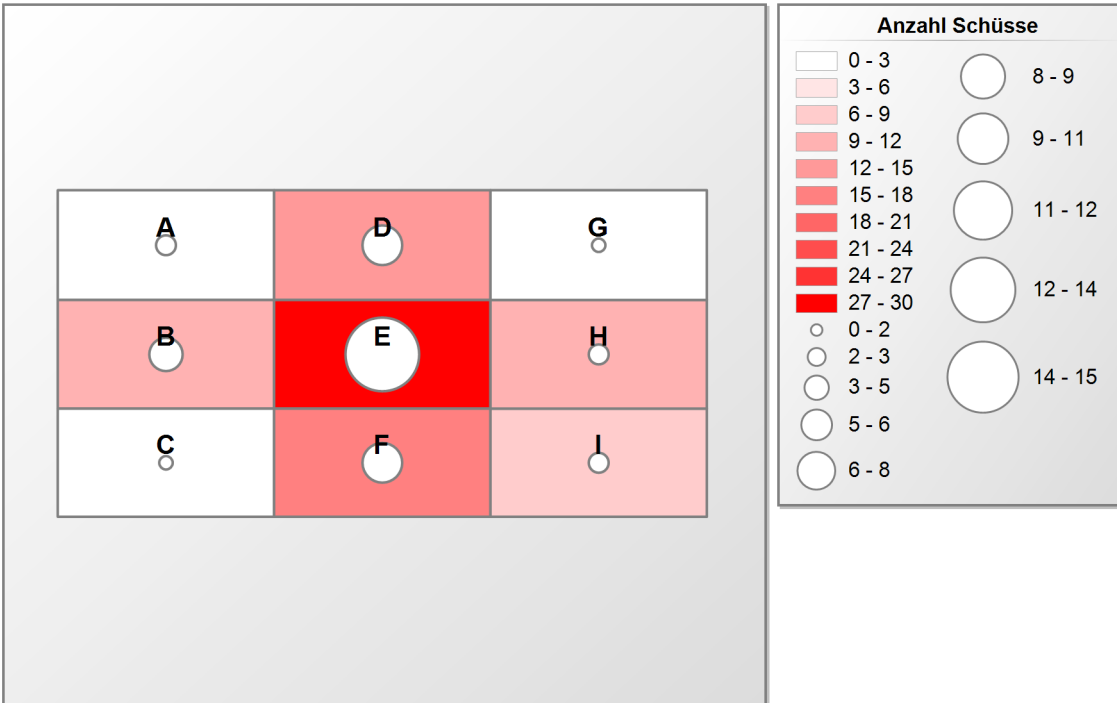 A D G
B E H
C F I
Anzahl Schüsse
0 - 3
3 - 6
6 - 9
9 - 12
12 - 15
15 - 18
18 - 21
21 - 24
24 - 27
27 - 30
0 - 2
2 - 3
3 - 5
5 - 6
6 - 8
8 - 9
9 - 11
11 - 12
12 - 14
14 - 15